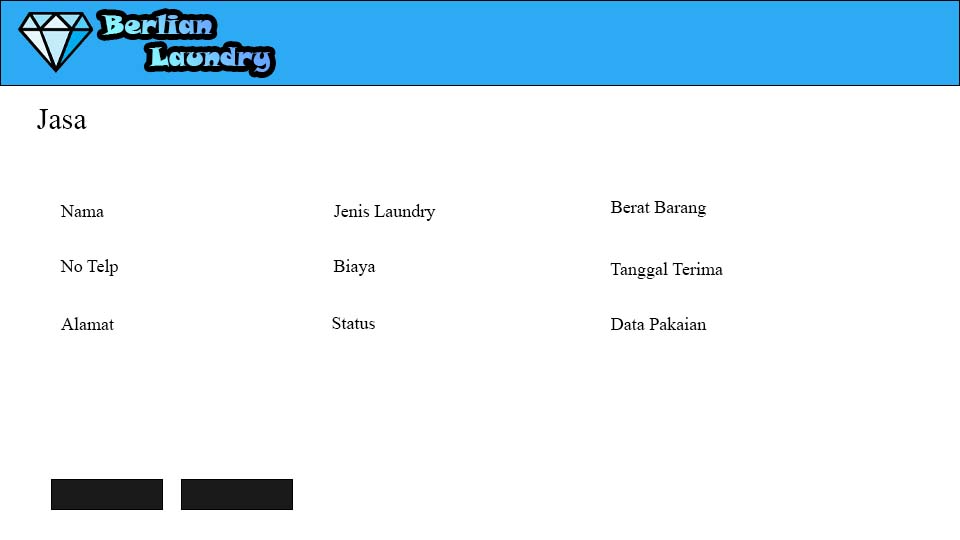 Berlian
Laundry
Jasa
Nama
Jenis Laundry
Berat Barang
No Telp
Biaya
Tanggal Terima
Alamat
Status
Data Pakaian